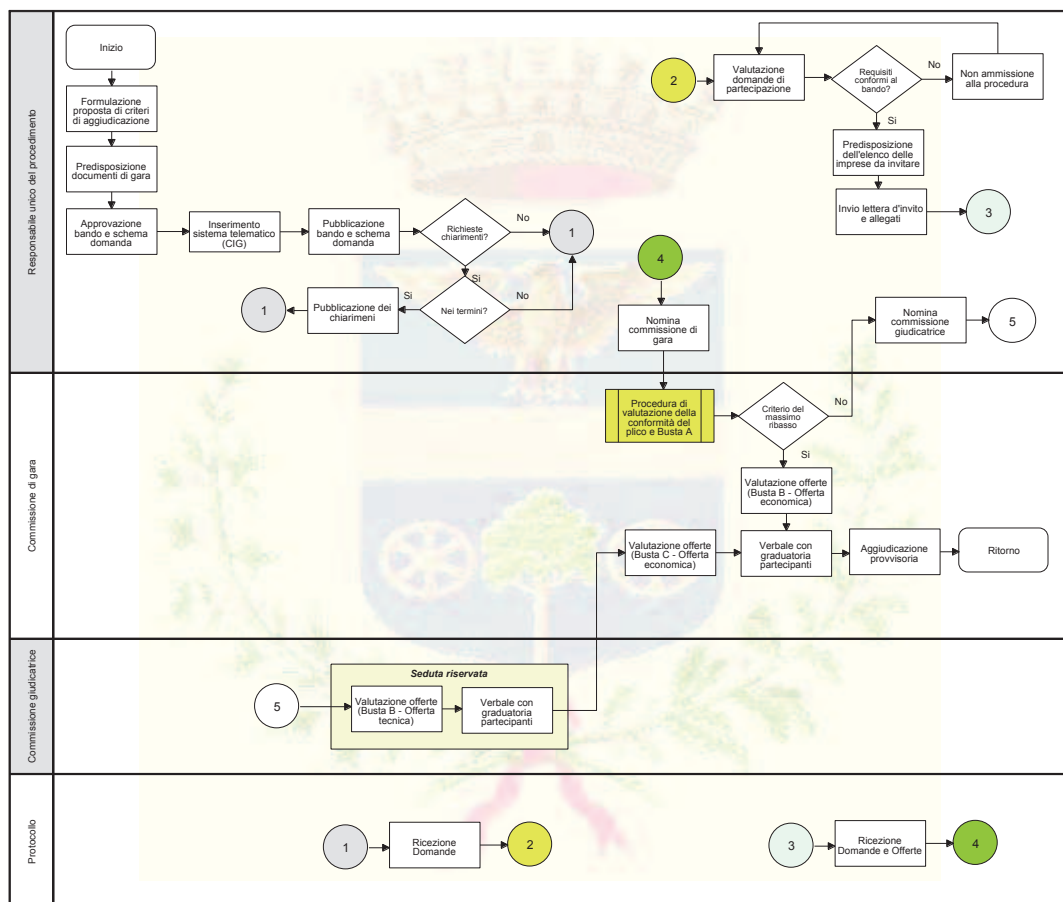 Responsabile unico del procedimento
Inizio
Formulazione
proposta di criteri
di aggiudicazione
Predisposizione
documenti di gara
Approvazione
bando e schema
domanda
Inserimento
sistema telematico
(CIG)
Pubblicazione
bando e schema
domanda
Richieste
chiarimenti?
No
1
Si
Nei termini?
No
Si
Pubblicazione dei
chiarimeni
1
2
Valutazione
domande di
partecipazione
Requisiti
conformi al
bando?
No
Non ammissione
alla procedura
Si
Predisposizione
dell'elenco delle
imprese da invitare
Invio lettera d'invito
e allegati
3
4
Nomina
commissione di
gara
Nomina
commissione
giudicatrice
5
Commissione di gara
Procedura di
valutazione della
conformità del
plico e Busta A
Criterio del
massimo
ribasso
No
Si
Valutazione offerte
(Busta B - Offerta
economica)
Valutazione offerte
(Busta C - Offerta
economica)
Verbale con
graduatoria
partecipanti
Aggiudicazione
provvisoria
Ritorno
Commissione giudicatrice
Seduta riservata
5
Valutazione offerte
(Busta B - Offerta
tecnica)
Verbale con
graduatoria
partecipanti
Protocollo
1
Ricezione
Domande
2
3
Ricezione
Domande e Offerte
4